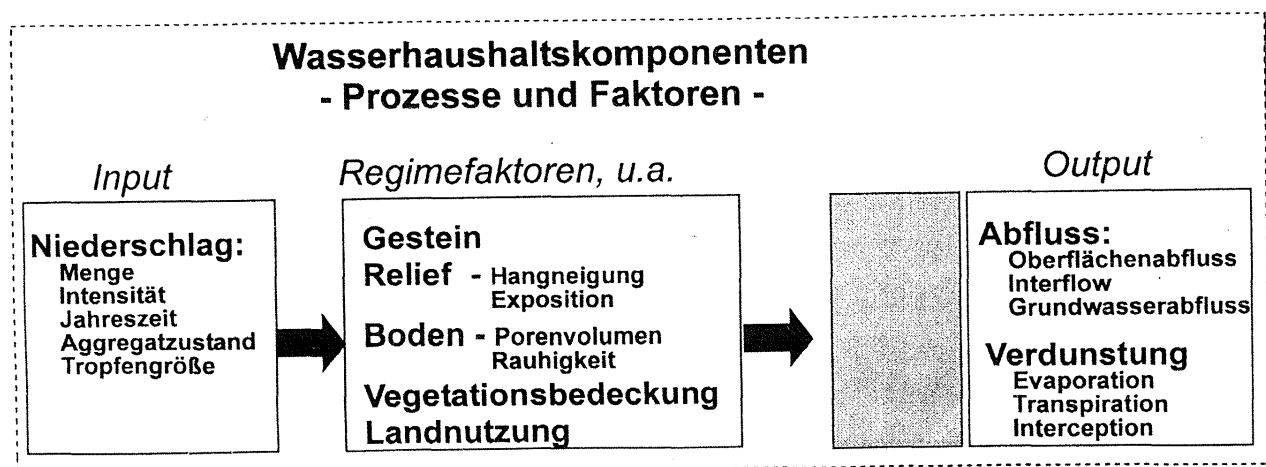 Wasserhaushaltskomponenten
- Prozesse und Faktoren -
Input
Niederschlag:
Menge
Intensität
Jahreszeit
Aggregatzustand
Tropfengröße
Regimefaktoren, u.a.
Gestein
Relief - Hangneigung
Exposition
Boden - Porenvolumen
Rauhigkeit
Vegetationsbedeckung
Landnutzung
Output
Abfluss:
Oberflächenabfluss
Interflow
Grundwasserabfluss
Verdunstung
Evaporation
Transpiration
Interception